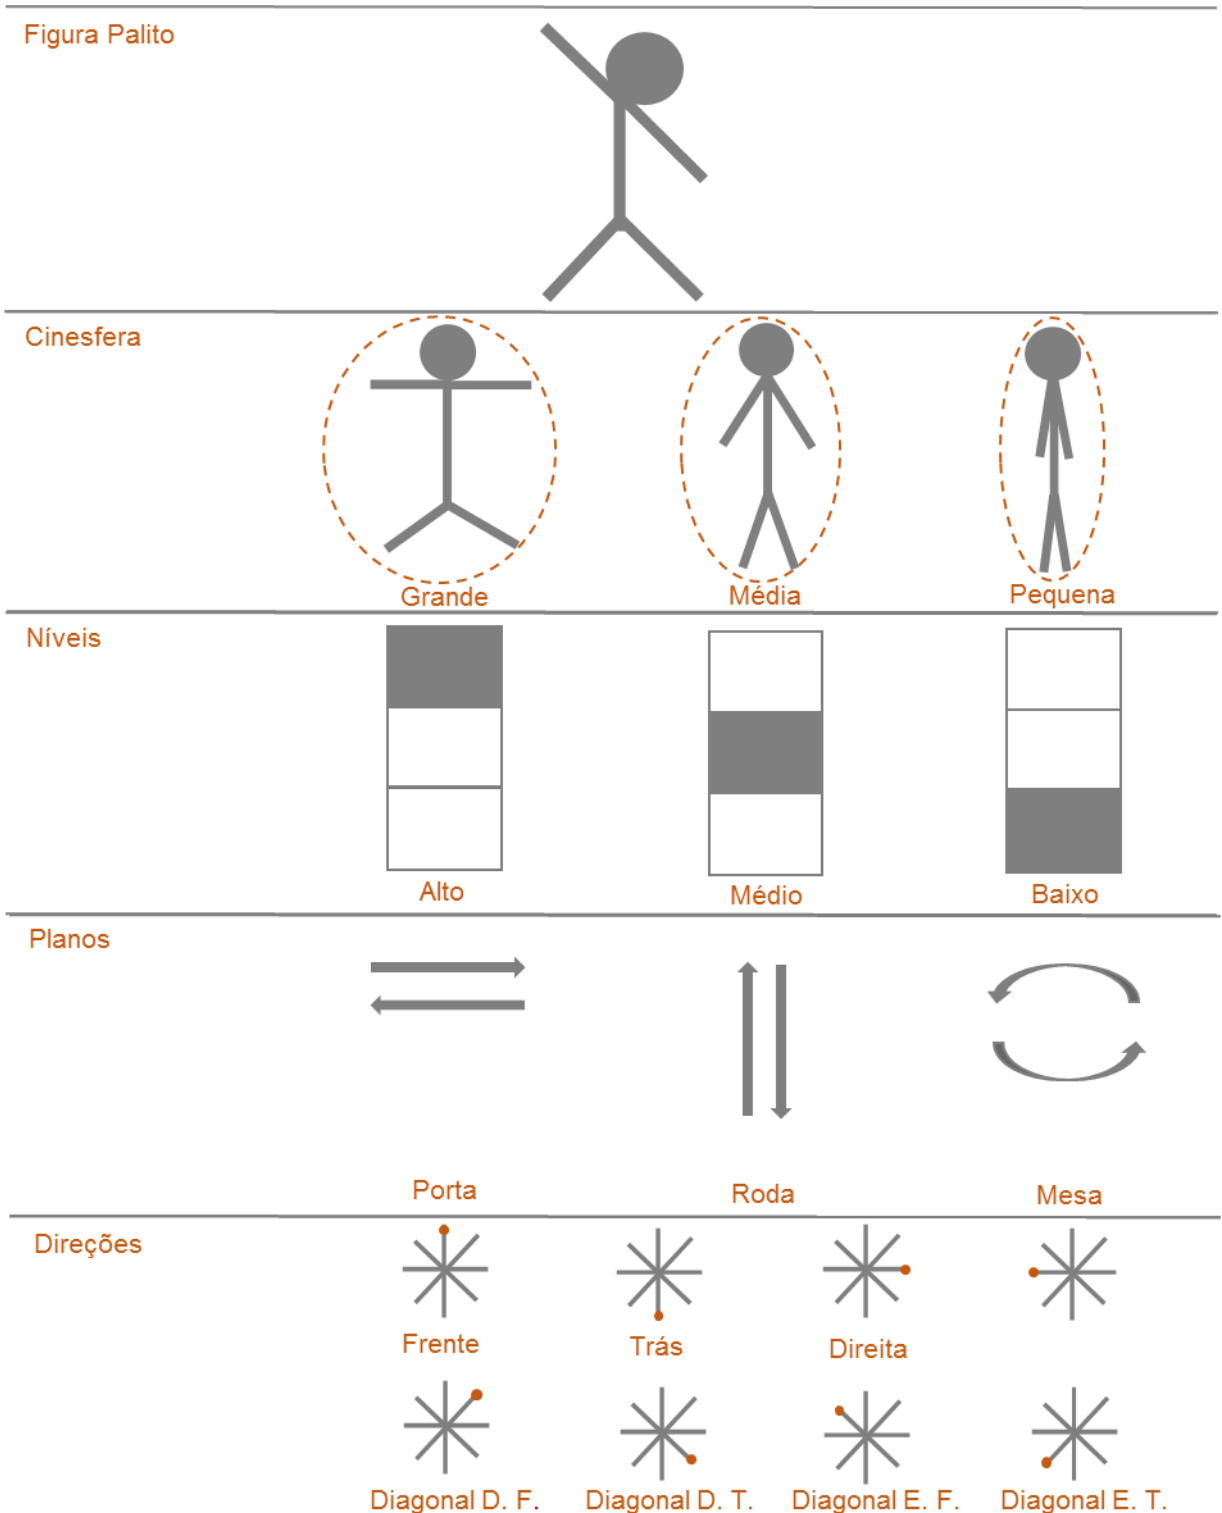 Figura Palito
Cinesfera
Grande
Média
Pequena
Níveis
Alto
Médio
Baixo
Planos
Porta
Roda
Mesa
Direções
Frente
Trás
Direita
Diagonal D. F.
Diagonal D. T.
Diagonal E. F.
Diagonal E. T.